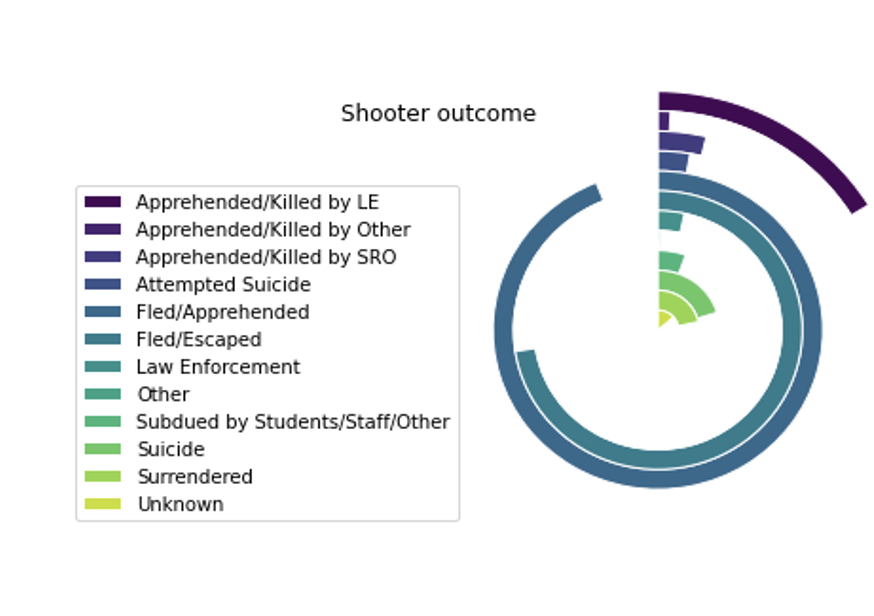 Shooter outcome
Apprehended/Killed by LE
Apprehended/Killed by Other
Apprehended/Killed by SRO
Attempted Suicide
Fled/Apprehended
Fled/Escaped
Law Enforcement
Other
Subdued by Students/Staff/Other
Suicide
Surrendered
Unknown